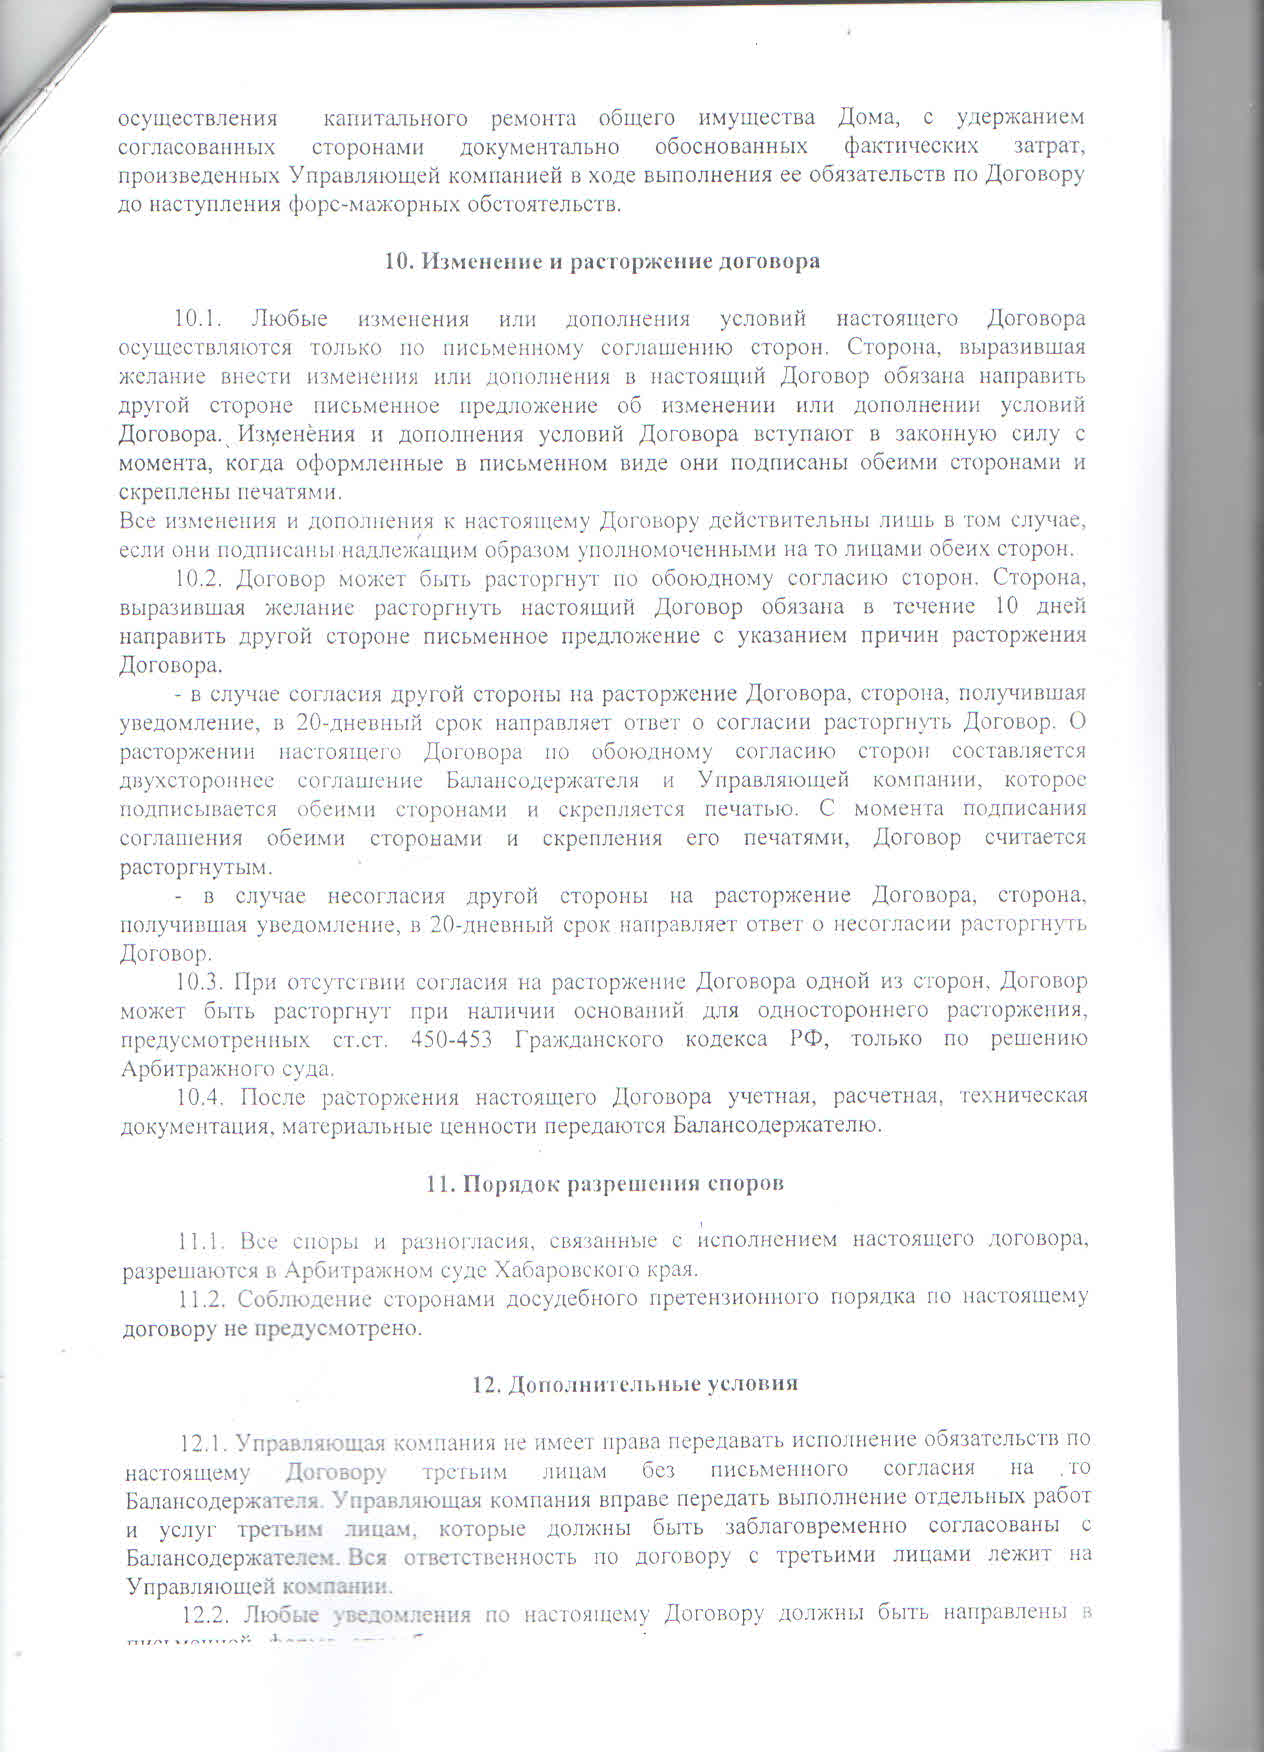 осуществления капитального ремонта общего имущества Дома, с удержанием
согласованных сторонами документально обоснованных фактических затрат,
произведенных Управляющей компанией в ходе выполнения ее обязательств по Договору
до наступления форс-мажорных обстоятельств.
10. Изменение и расторжение договора
10.1. Любые изменения или дополнения условий настоящего Договора
осуществляются только по письменному соглашению сторон. Сторона, выразившая
желание внести изменения или дополнения в настоящий Договор обязана направить
другой стороне письменное предложение об изменении или дополнении условий
Договора. Изменения и дополнения условий Договора вступают в законную силу с
момента, когда оформленные в письменном виде они подписаны обеими сторонами и
скреплены печатями.
Все изменения и дополнения к настоящему Договору действительны лишь в том случае,
если они подписаны надлежащим образом уполномоченными на то лицами обеих сторон.
10.2. Договор может быть расторгнут по обоюдному согласию сторон. Сторона,
выразившая желание расторгнуть настоящий Договор обязана в течение 10 дней
направить другой стороне письменное предложение с указанием причин расторжения
Договора.
- в случае согласия другой стороны на расторжение Договора, сторона, получившая
уведомление, в 20-дневный срок направляет ответ о согласии расторгнуть Договор. О
расторжении настоящего Договора по обоюдному согласию сторон составляется
двухстороннее соглашение Балансодержателя и Управляющей компании, которое
подписывается обеими сторонами и скрепляется печатью. С момента подписания
соглашения обеими сторонами и скрепления его печатями, Договор считается
расторгнутым.
- в случае несогласия другой стороны на расторжение Договора, сторона,
получившая уведомление, в 20-дневный срок направляет ответ о несогласии расторгнуть
Договор.
10.3. При отсутствии согласия на расторжение Договора одной из сторон, Договор
может быть расторгнут при наличии оснований для одностороннего расторжения,
предусмотренных ст.ст. 450-453 Гражданского кодекса РФ, только по решению
Арбитражного суда.
10.4. После расторжения настоящего Договора учетная, расчетная, техническая
документация, материальные ценности передаются Балансодержателю.
11. Порядок разрешения споров
11.1. Все споры и разногласия, связанные с исполнением настоящего договора,
разрешаются в Арбитражном суде Хабаровского края.
11.2. Соблюдение сторонами досудебного претензионного порядка по настоящему
договору не предусмотрено.
12. Дополнительные условия
12.1. Управляющая компания не имеет права передавать исполнение обязательств по
настоящему Договору третьим лицам без письменного согласия на то
Балансодержателя. Управляющая компания вправе передать выполнение отдельных работ
и услуг третьим лицам, которые должны быть заблаговременно согласованы с
Балансодержателем. Вся ответственность по договору с третьими лицами лежит на
Управляющей компании.
12.2. Любые уведомления по настоящему Договору должны быть направлены в